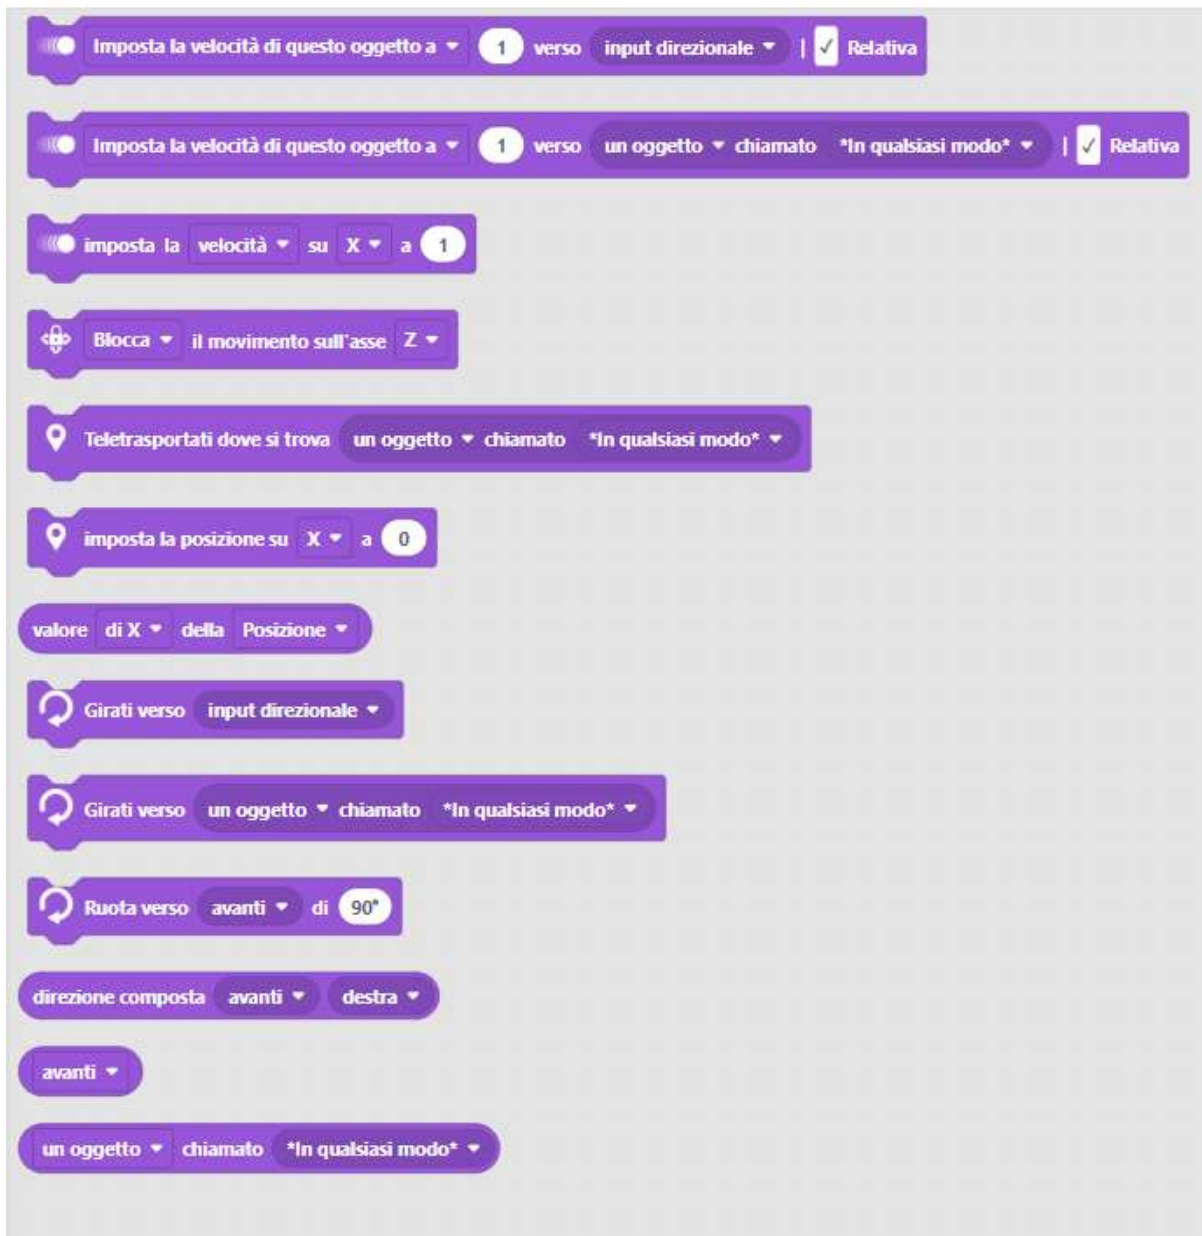 Imposta la velocità di questo oggetto a 1 verso input direzionale | ✓ Relativa
Imposta la velocità di questo oggetto a 1 verso un oggetto chiamato *In qualsiasi modo* | ✓ Relativa
imposta la velocità su X a 1
Blocca il movimento sull'asse Z
Teletrasportati dove si trova un oggetto chiamato *In qualsiasi modo*
imposta la posizione su X a 0
valore di X della Posizione
Girati verso input direzionale
Girati verso un oggetto chiamato *In qualsiasi modo*
Ruota verso avanti di 90°
direzione composta avanti destra
avanti
un oggetto chiamato *In qualsiasi modo*